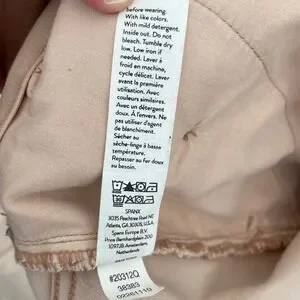 before wearing.
With like colors.
With mild detergent.
Inside out. Do not
bleach. Tumble dry
low. Low iron if
needed. Laver à
froid en machine,
cycle délicat. Laver
avant la première
utilisation. Avec
couleurs similaires.
Avec un détergent
doux. À l'envers. Ne
pas utiliser d'agent
de blanchiment.
Sécher au
sèche-linge à basse
température.
Repasser au fer doux
au besoin.
SPANX
3035 Peachtree Road NE
Atlanta, GA 30305, U.S.A.
Spanx Europe B.V.
Prins Bernhardplein 200
1097JB Amsterdam,
Netherlands
#20312Q
38383